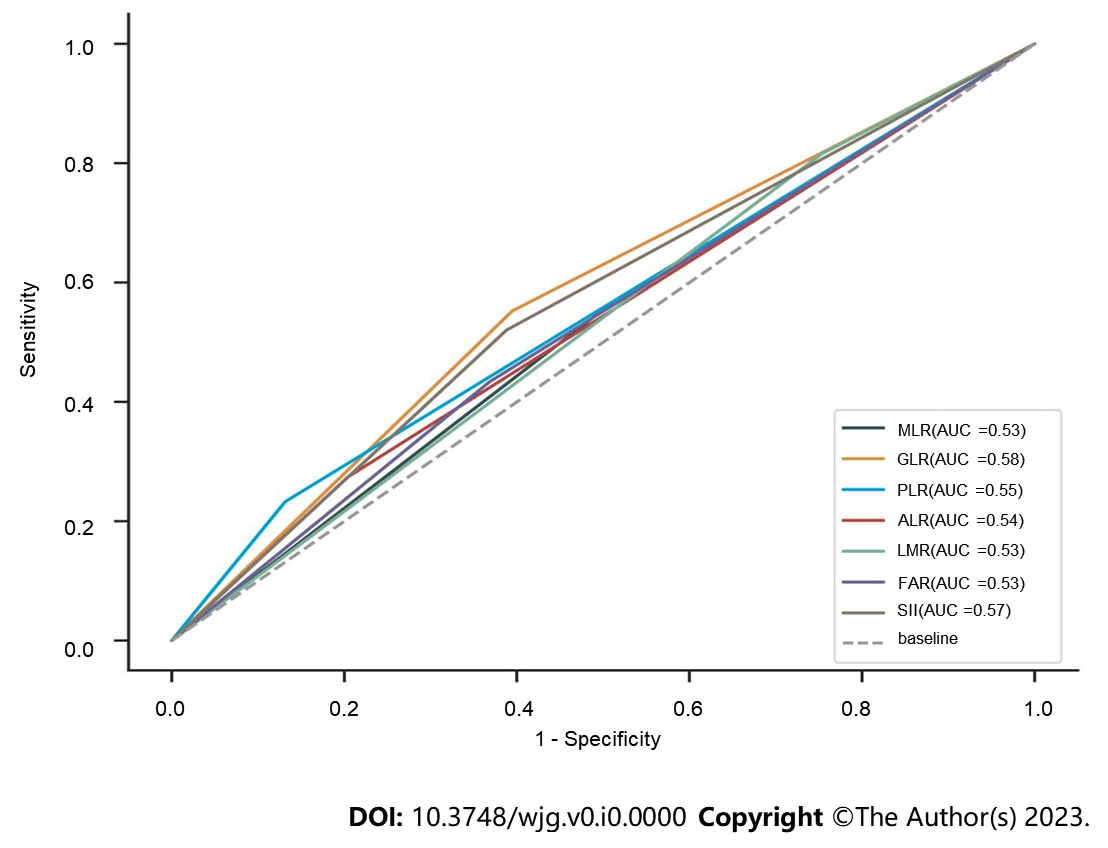 1.0
0.8
0.6
0.4
0.2
0.0
Sensitivity
MLR(AUC =0.53)
GLR(AUC =0.58)
PLR(AUC =0.55)
ALR(AUC =0.54)
LMR(AUC =0.53)
FAR(AUC =0.53)
SII(AUC =0.57)
baseline
0.0 0.2 0.4 0.6 0.8 1.0
1 - Specificity
DOI: 10.3748/wjg.v0.i0.0000 Copyright ©The Author(s) 2023.